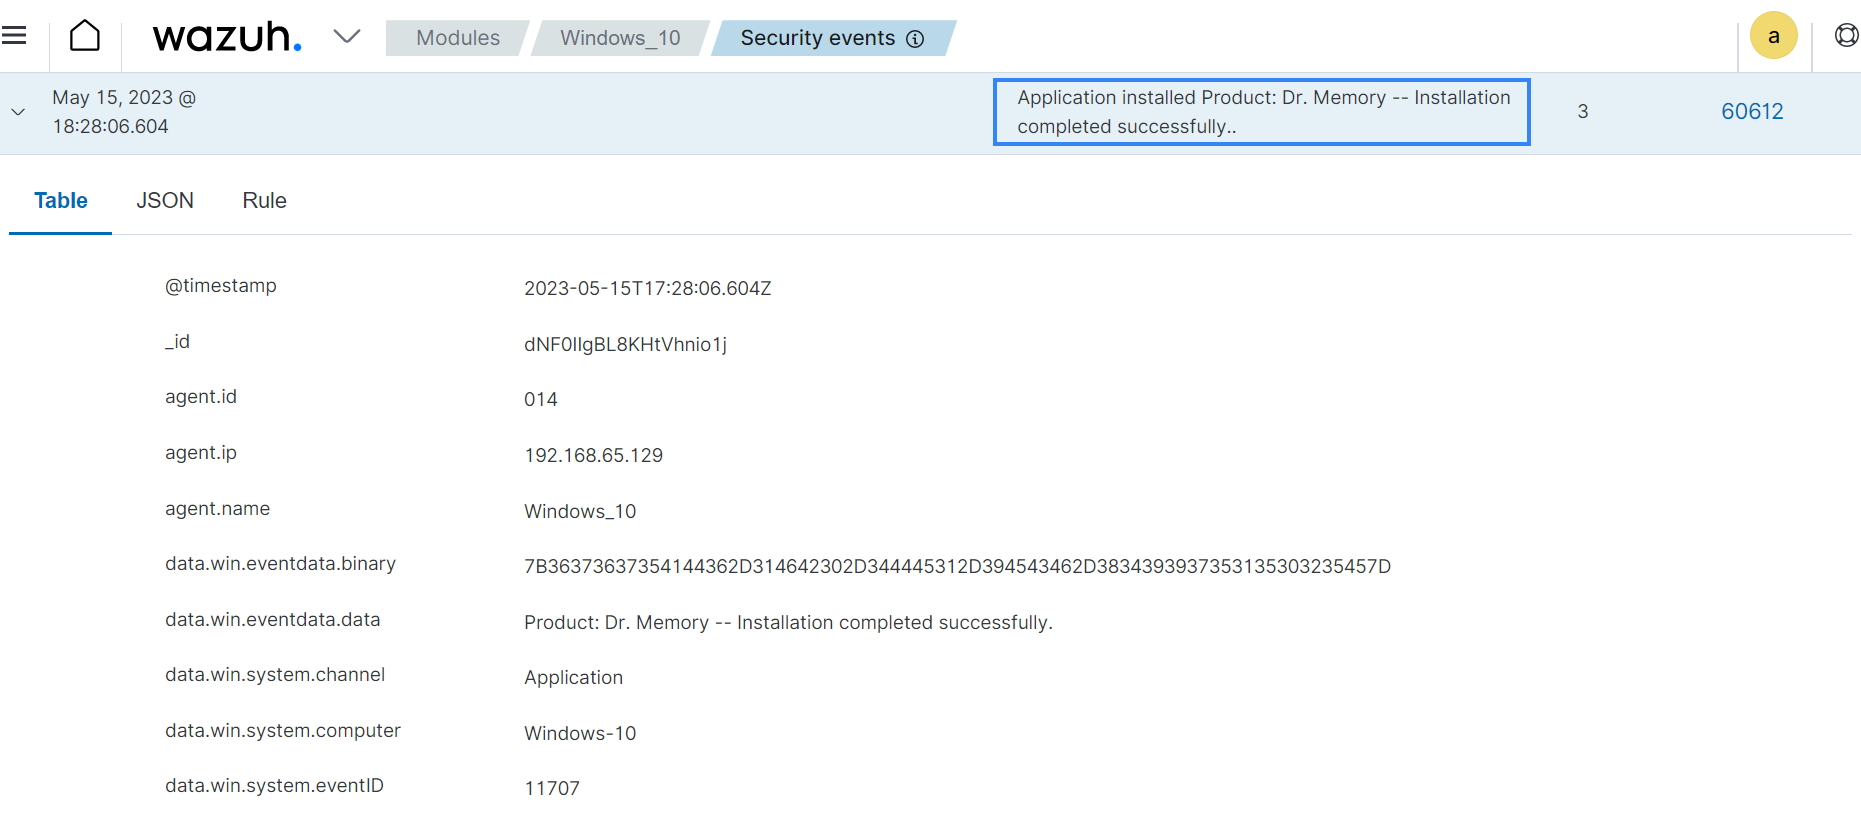 wazuh. Modules Windows_10 Security events a
May 15, 2023 @
18:28:06.604
Application installed Product: Dr. Memory -- Installation
completed successfully..
3
60612
Table JSON Rule
@timestamp 2023-05-15T17:28:06.604Z
_id dNF0IIgBL8KHtVhnio1j
agent.id 014
agent.ip 192.168.65.129
agent.name Windows_10
data.win.eventdata.binary 7B36373637354144362D314642302D344445312D394543462D3834393937353135303235457D
data.win.eventdata.data Product: Dr. Memory -- Installation completed successfully.
data.win.system.channel Application
data.win.system.computer Windows-10
data.win.system.eventID 11707